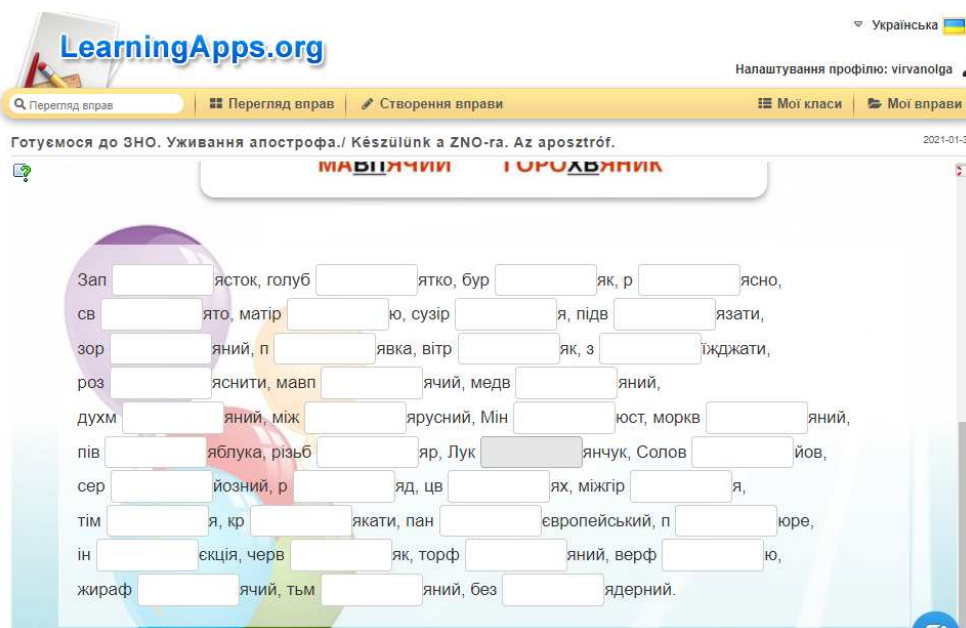 Українська
LearningApps.org
Налаштування профілю: virvanolga
Перегляд вправ Перегляд вправ Створення вправи Мої класи Мої вправи
Готуємося до ЗНО. Уживання апострофа./ Készülünk a ZNO-ra. Az aposztróf.
МАВПЯЧИЙ ГОРОХВЯНИК
Зап ясток, голуб ятко, бур як, р ясно,
св ято, матір ю, сузір я, підв язати,
зор яний, п явка, вітр як, з їжджати,
роз яснити, мавп ячий, медв яний,
духм яний, між ярусний, Мін юст, моркв яний,
пів яблука, різьб яр, Лук янчук, Солов йов,
сер йозний, р яд, цв ях, міжгір я,
тім я, кр якати, пан європейський, п юре,
ін єкція, черв як, торф яний, верф ю,
жираф ячий, тьм яний, без ядерний.